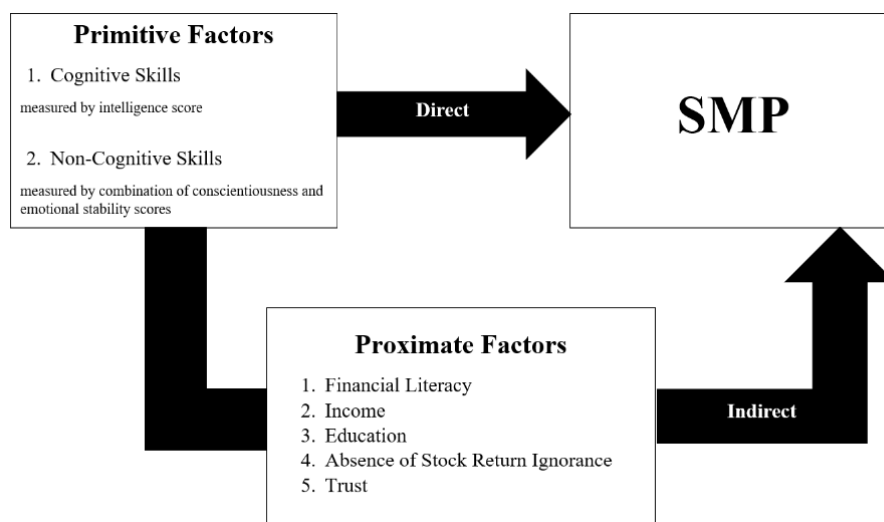 Primitive Factors
1. Cognitive Skills
measured by intelligence score
2. Non-Cognitive Skills
measured by combination of conscientiousness and
emotional stability scores
Direct
SMP
Proximate Factors
1. Financial Literacy
2. Income
3. Education
4. Absence of Stock Return Ignorance
5. Trust
Indirect